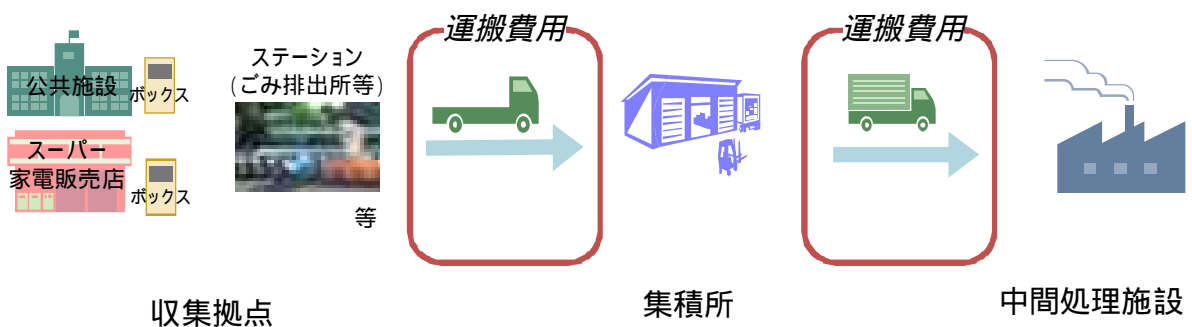 公共施設
ボックス
スーパー
家電販売店
ボックス
ステーション
(ごみ排出所等)
等
運搬費用
運搬費用
収集拠点
集積所
中間処理施設